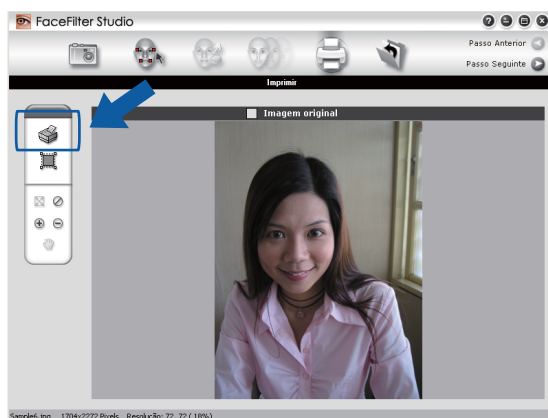 FaceFilter Studio
Passo Anterior
Passo Seguinte
Imprimir
Imagem original
Sample6.jpg 1704x2272 Pixels Resolução: 72, 72 ( 18%)